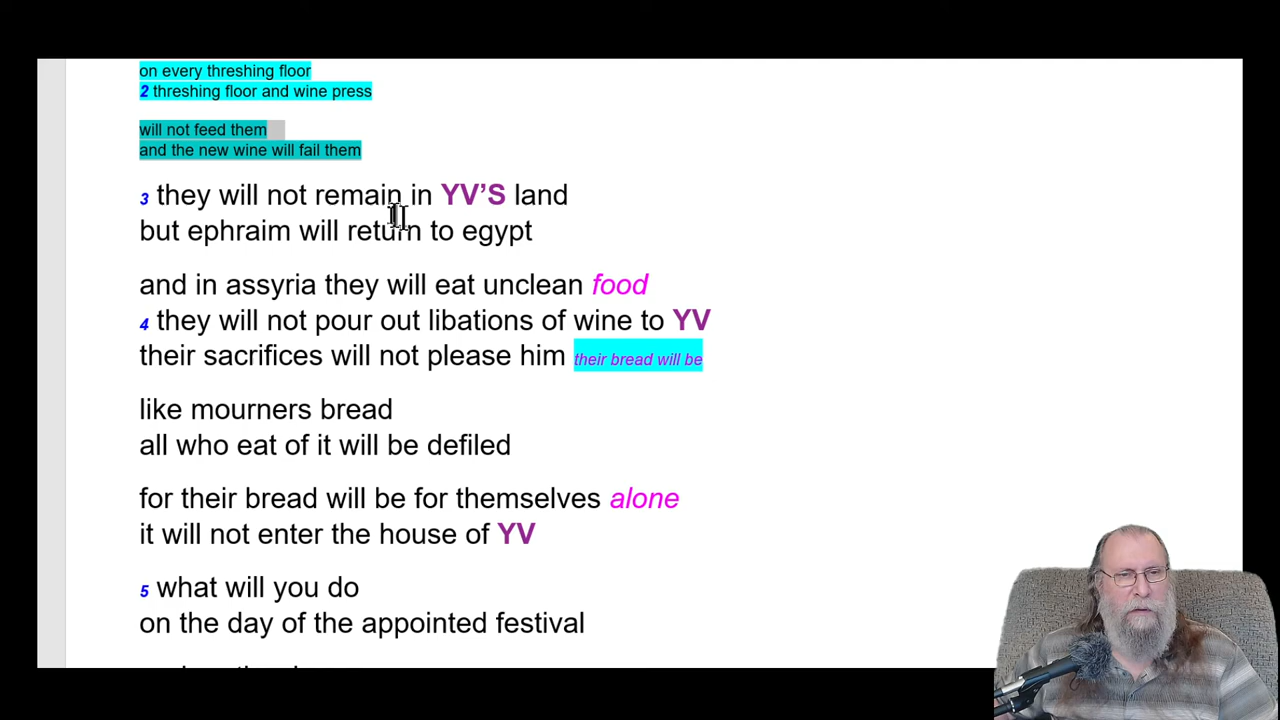 on every threshing floor
2 threshing floor and wine press
will not feed them
and the new wine will fail them
3 they will not remain in YV'S land
but ephraim will return to egypt
and in assyria they will eat unclean food
4 they will not pour out libations of wine to YV
their sacrifices will not please him their bread will be
like mourners bread
all who eat of it will be defiled
for their bread will be for themselves alone
it will not enter the house of YV
5 what will you do
on the day of the appointed festival